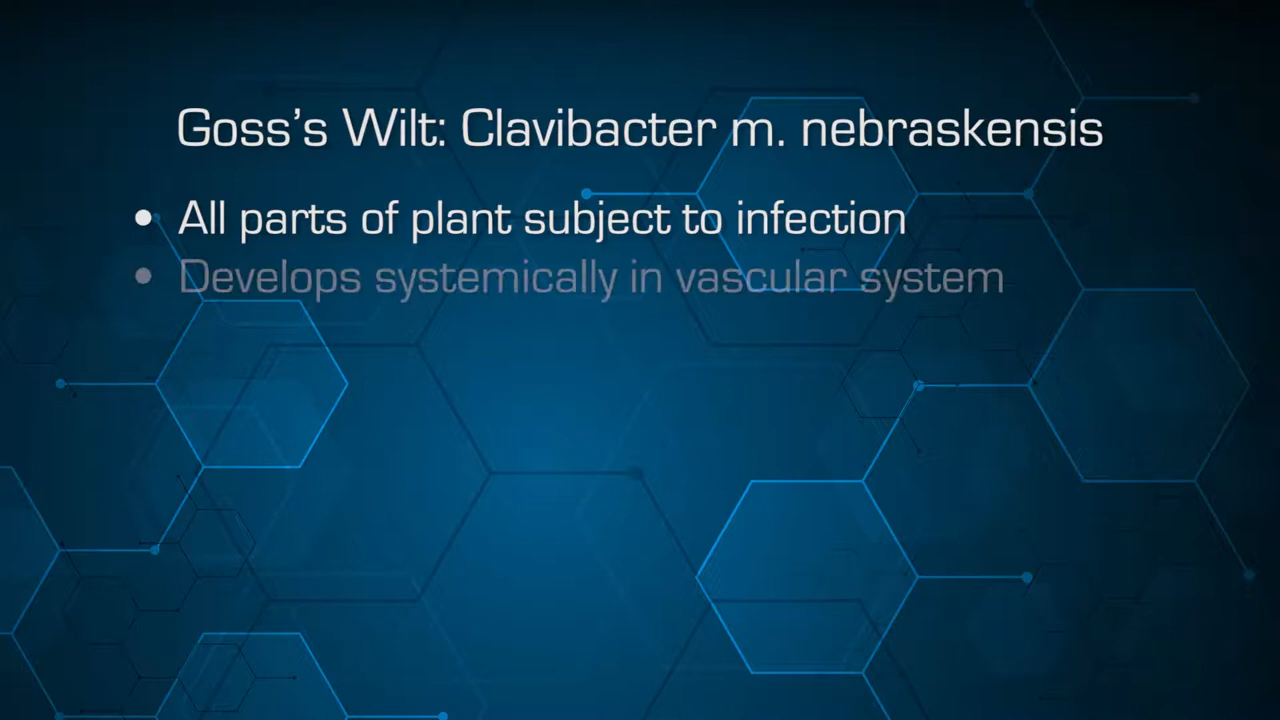 Goss’s Wilt: Clavibacter m. nebraskensis
• All parts of plant subject to infection
• Develops systemically in vascular system